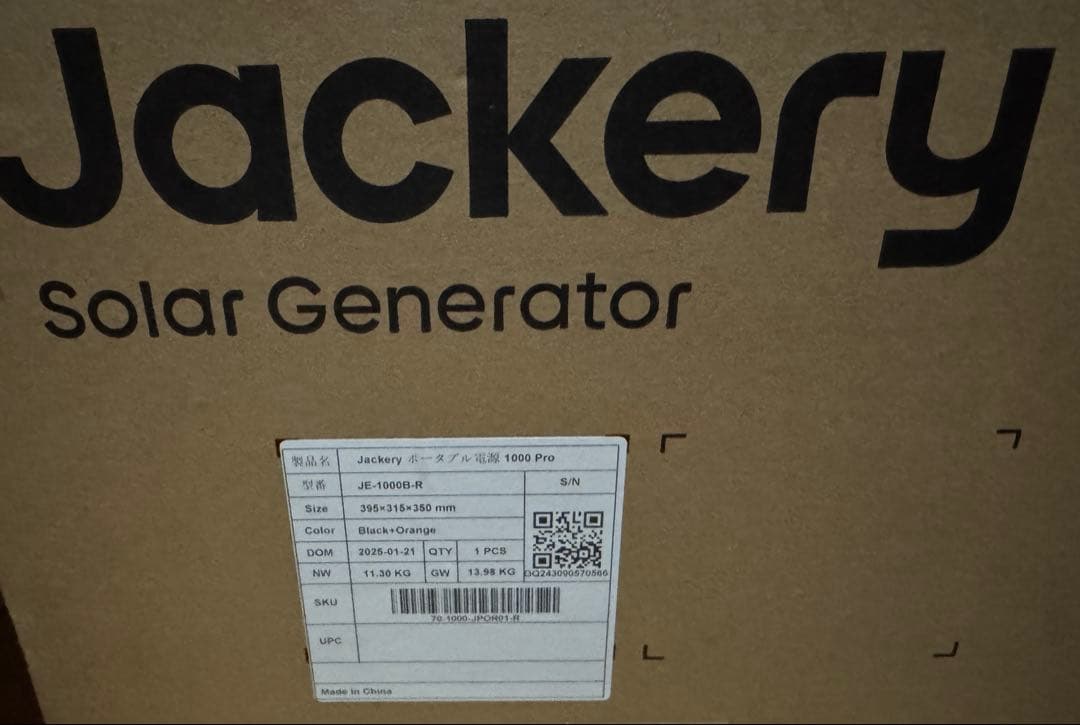 Jackery
Solar Generator
製品名 Jackery ポータブル電源 1000 Pro
型番 JE-1000B-R S/N
Size 395×315×350 mm
Color Black+Orange
DOM 2025-01-21 QTY 1 PCS
NW 11.30 KG GW 13.98 KG
DQ243090570566
SKU
70-1000-JPOR01-R
UPC
Made in China